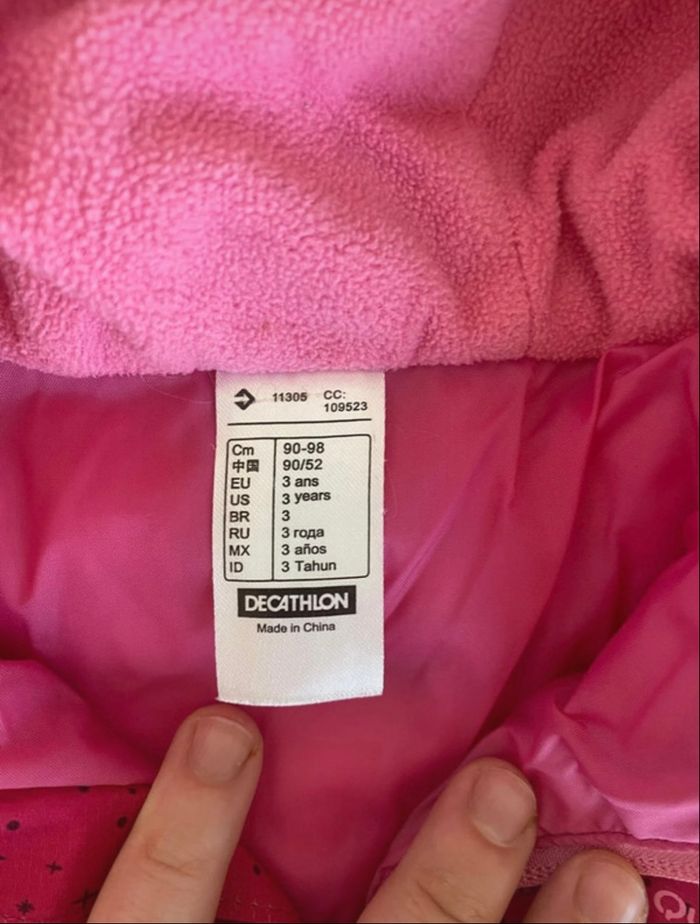 11305 CC:
109523
Cm 90-98
中国 90/52
EU 3 ans
US 3 years
BR 3
RU 3 года
MX 3 años
ID 3 Tahun
DECATHLON
Made in China